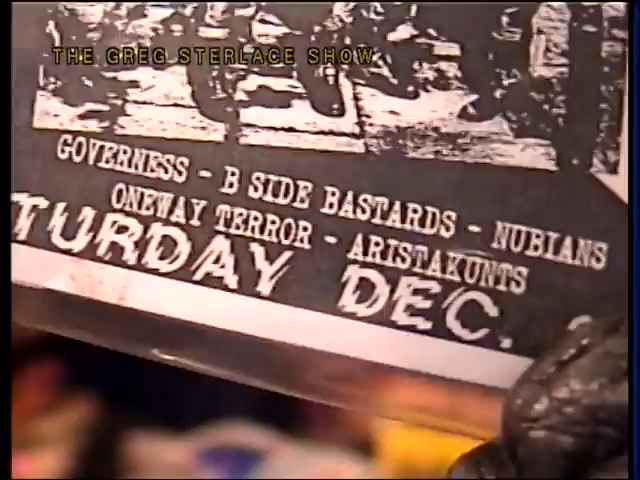 THE GREG STERLACE SHOW
GOVERNESS - B SIDE BASTARDS - NUBIANS
ONEWAY TERROR - ARISTAKUNTS
TURDAY DEC.